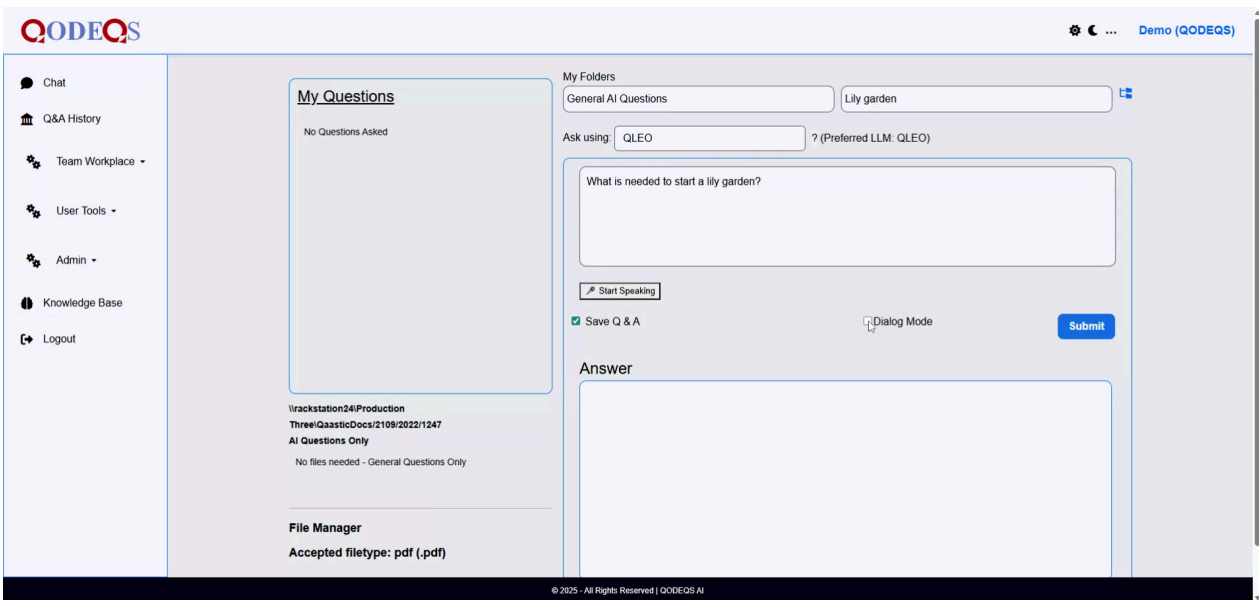 QODEQS
... Demo (QODEQS)
Chat
Q&A History
Team Workplace
User Tools
Admin
Knowledge Base
Logout
My Questions
No Questions Asked
\\rackstation24\Production
Three\QaasticDocs/2109/2022/1247
AI Questions Only
No files needed - General Questions Only
File Manager
Accepted filetype: pdf (.pdf)
My Folders
General AI Questions
Lily garden
Ask using: QLEO ? (Preferred LLM: QLEO)
What is needed to start a lily garden?
Start Speaking
Save Q & A
Dialog Mode
Submit
Answer
© 2025 - All Rights Reserved | QODEQS AI